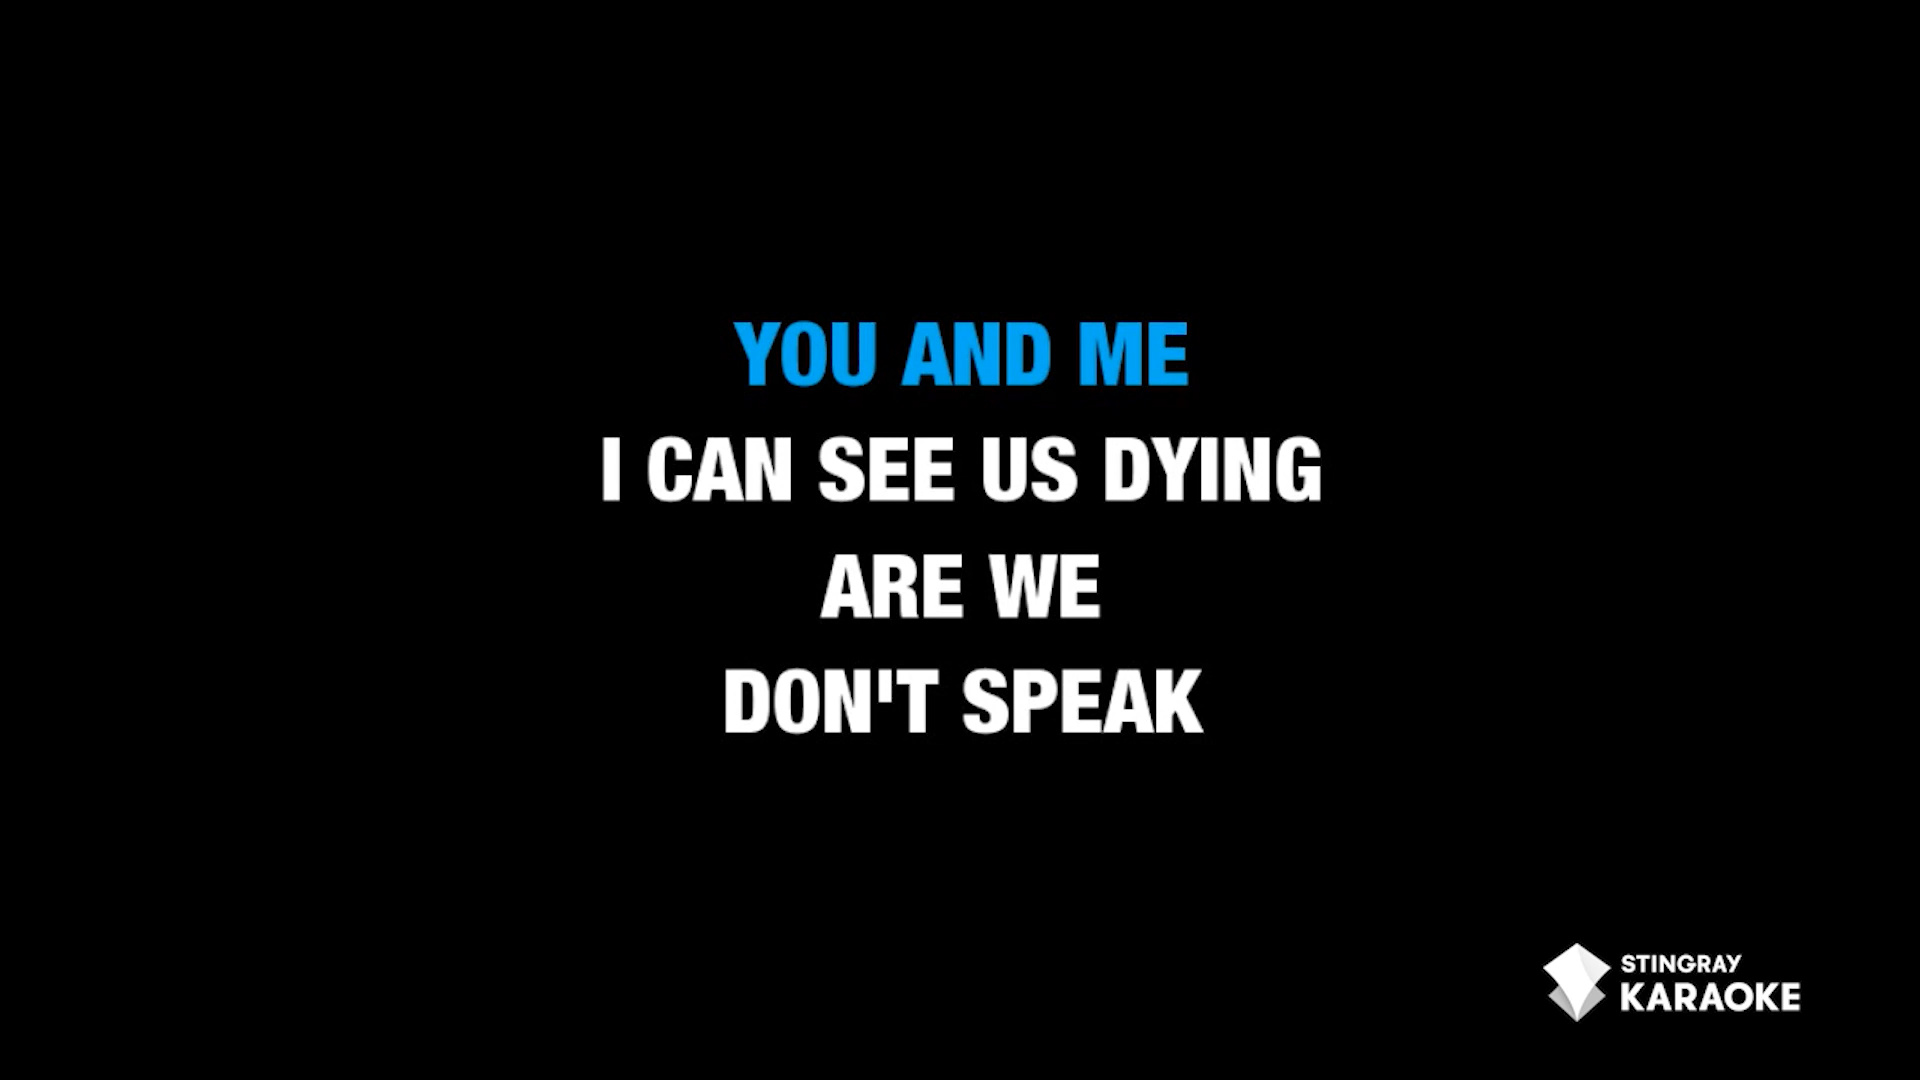 YOU AND ME
I CAN SEE US DYING
ARE WE
DON'T SPEAK
STINGRAY
KARAOKE